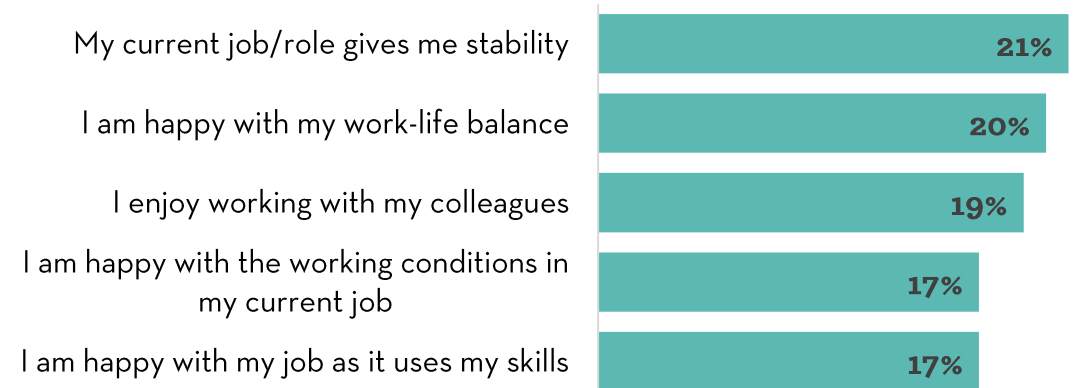 My current job/role gives me stability
21%
I am happy with my work-life balance
20%
I enjoy working with my colleagues
19%
I am happy with the working conditions in
my current job
17%
I am happy with my job as it uses my skills
17%